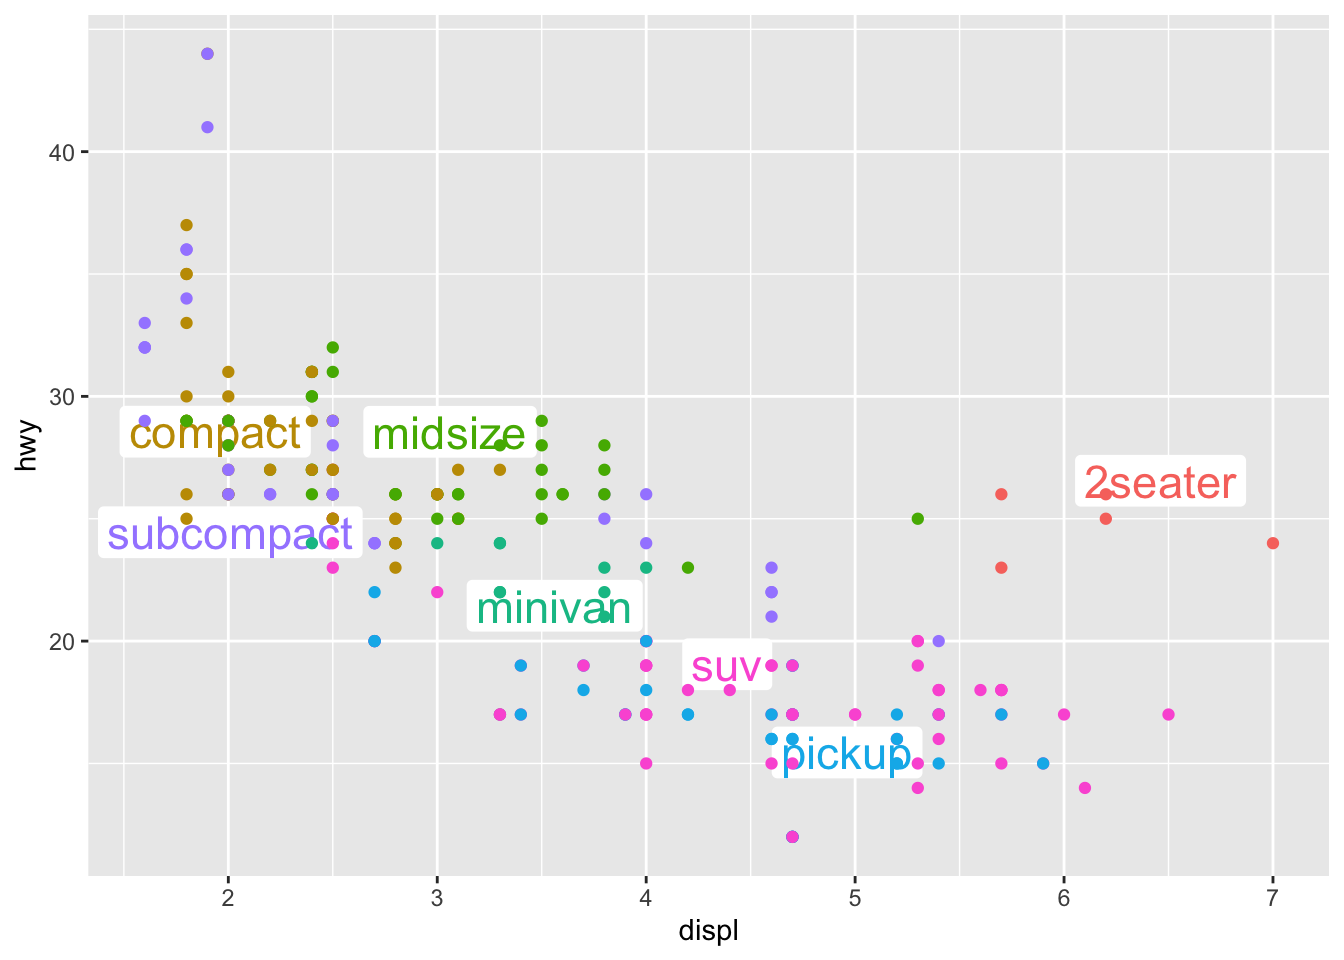 40
30
20
hwy
compact
midsize
2seater
subcompact
minivan
suv
pickup
2 3 4 5 6 7
displ